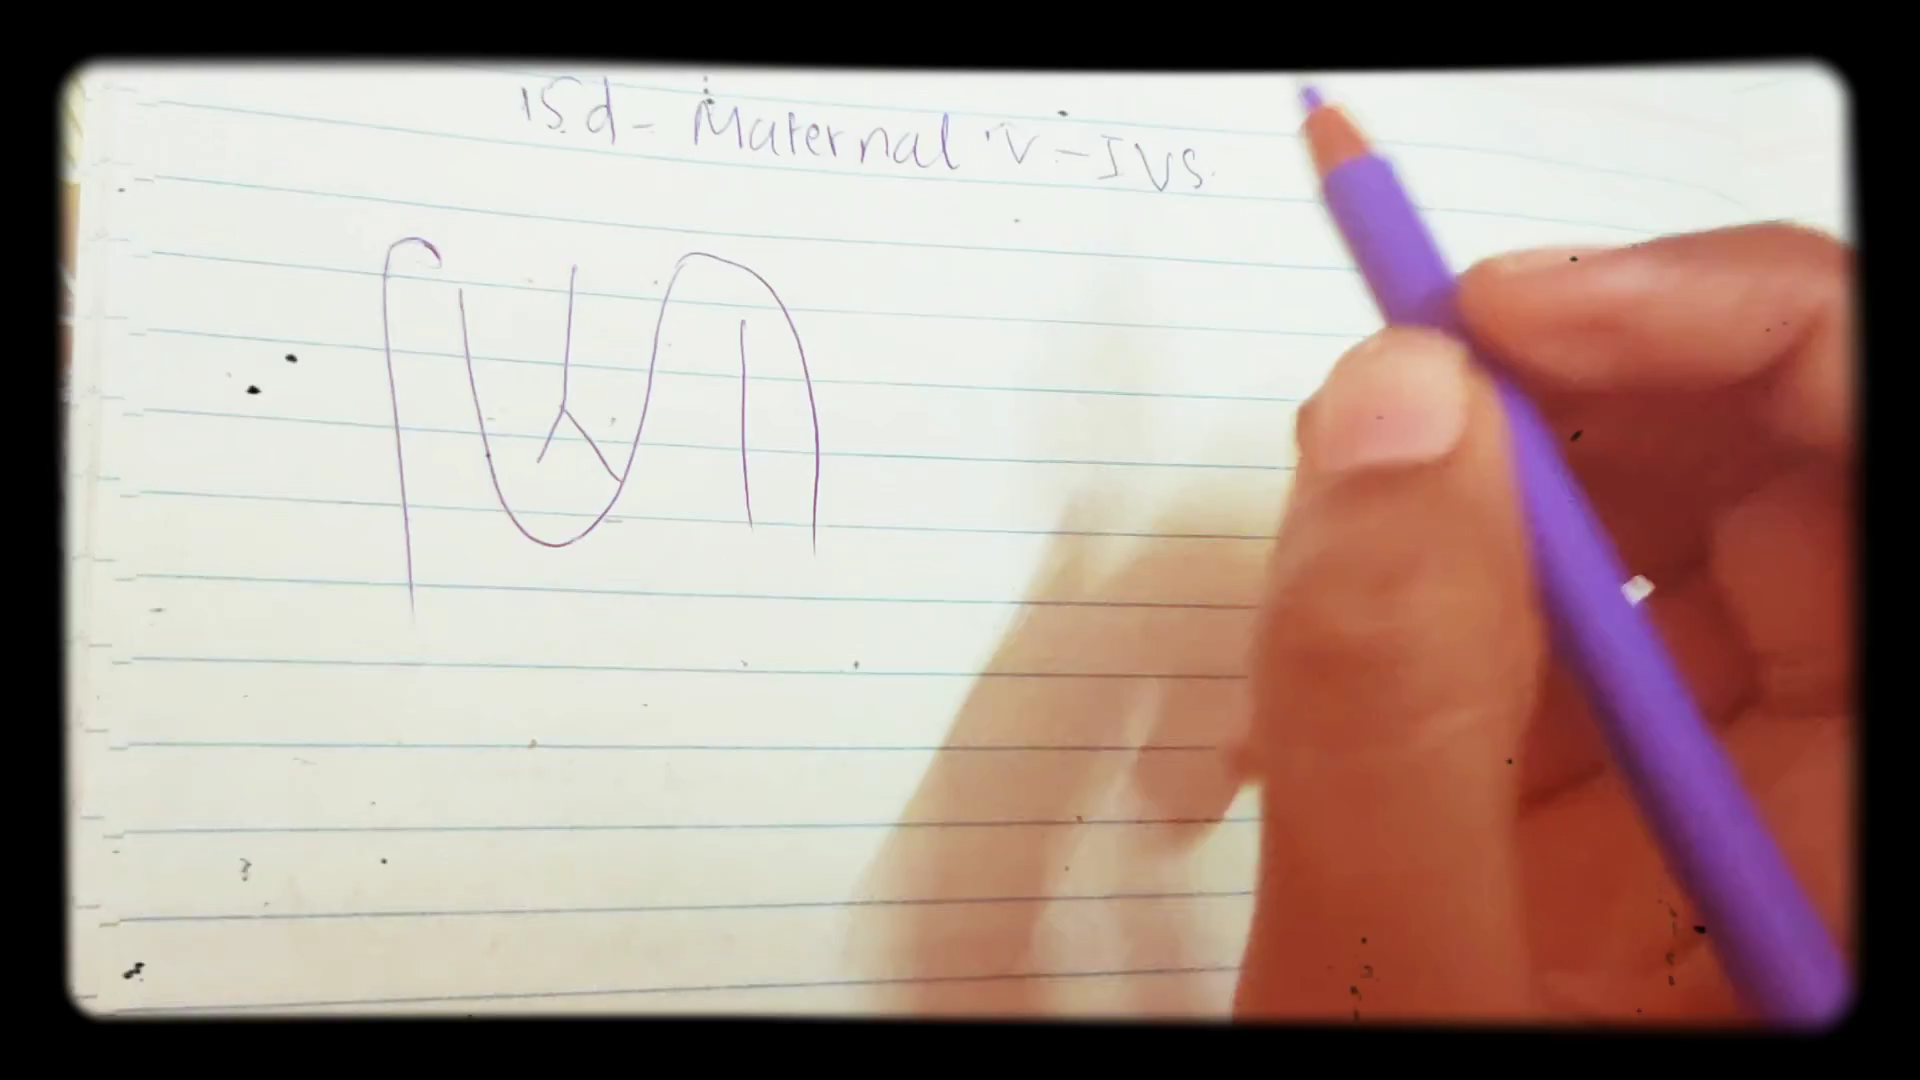 15d - Maternal V - IVS.